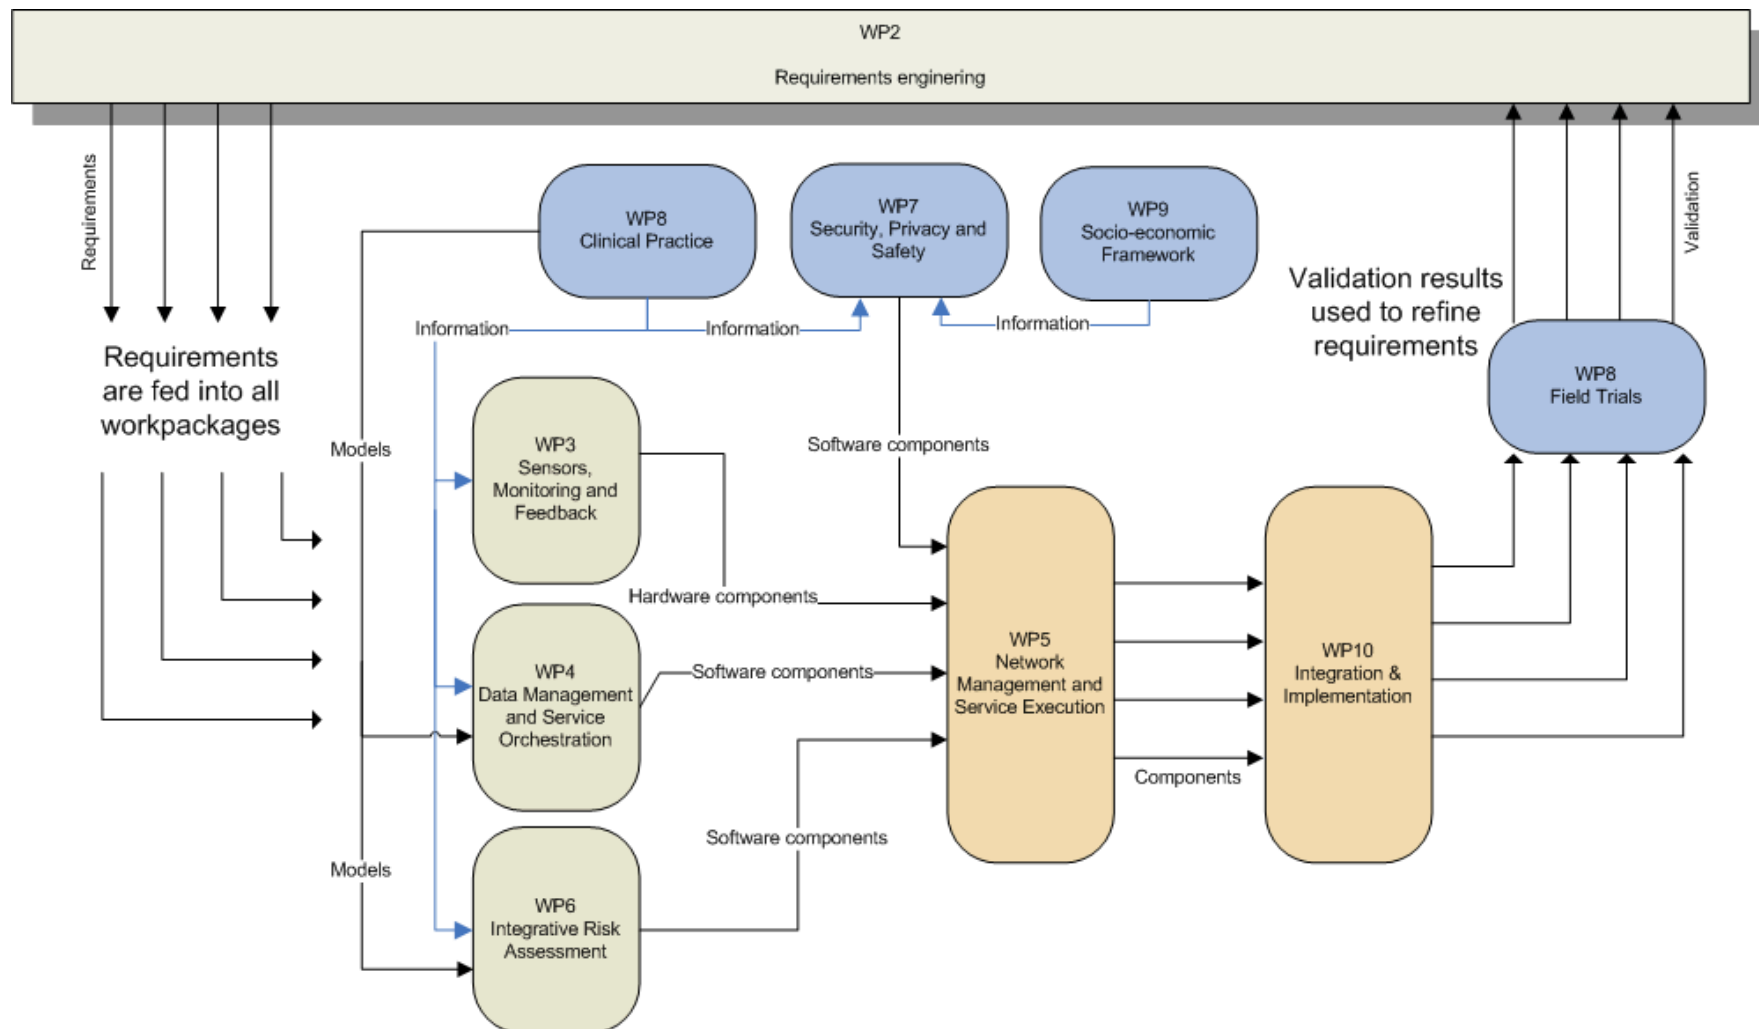 WP2
Requirements enginering
Requirements
Requirements
are fed into all
workpackages
WP8
Clinical Practice
WP7
Security, Privacy and
Safety
WP9
Socio-economic
Framework
Validation
Validation results
used to refine
requirements
Information
Information
Information
WP8
Field Trials
Models
WP3
Sensors,
Monitoring and
Feedback
Software components
Hardware components
WP4
Data Management
and Service
Orchestration
Software components
WP5
Network
Management and
Service Execution
WP10
Integration &
Implementation
Components
Software components
Models
WP6
Integrative Risk
Assessment